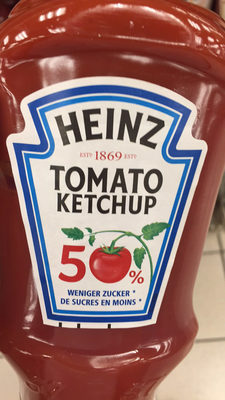 HEINZ
ESTD 1869 ESTD
TOMATO
KETCHUP
50%
WENIGER ZUCKER *
DE SUCRES EN MOINS *